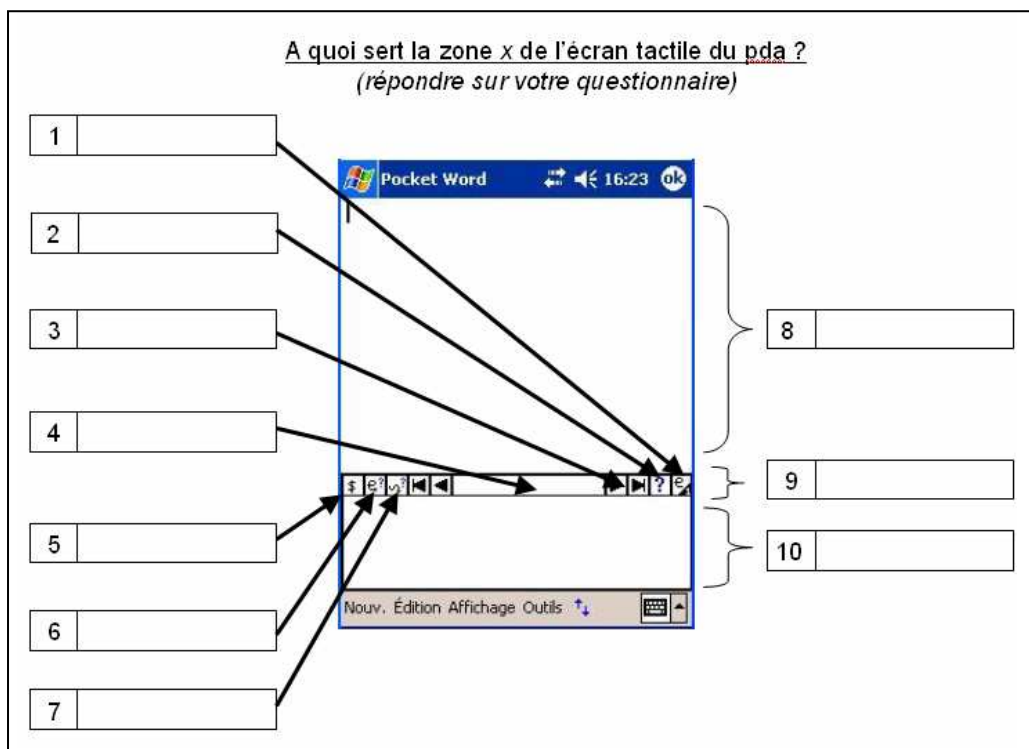 A quoi sert la zone x de l'écran tactile du pda ?
(répondre sur votre questionnaire)
1
2
3
4
5
6
7
Pocket Word 16:23 ok
$ e? ? e
Nouv. Édition Affichage Outils
8
9
10